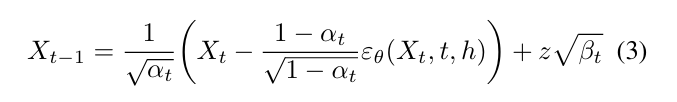 X_{t-1} = \frac{1}{\sqrt{\alpha_t}} \left( X_t - \frac{1 - \alpha_t}{\sqrt{1 - \alpha_t}} \varepsilon_\theta(X_t, t, h) \right) + z\sqrt{\beta_t} (3)